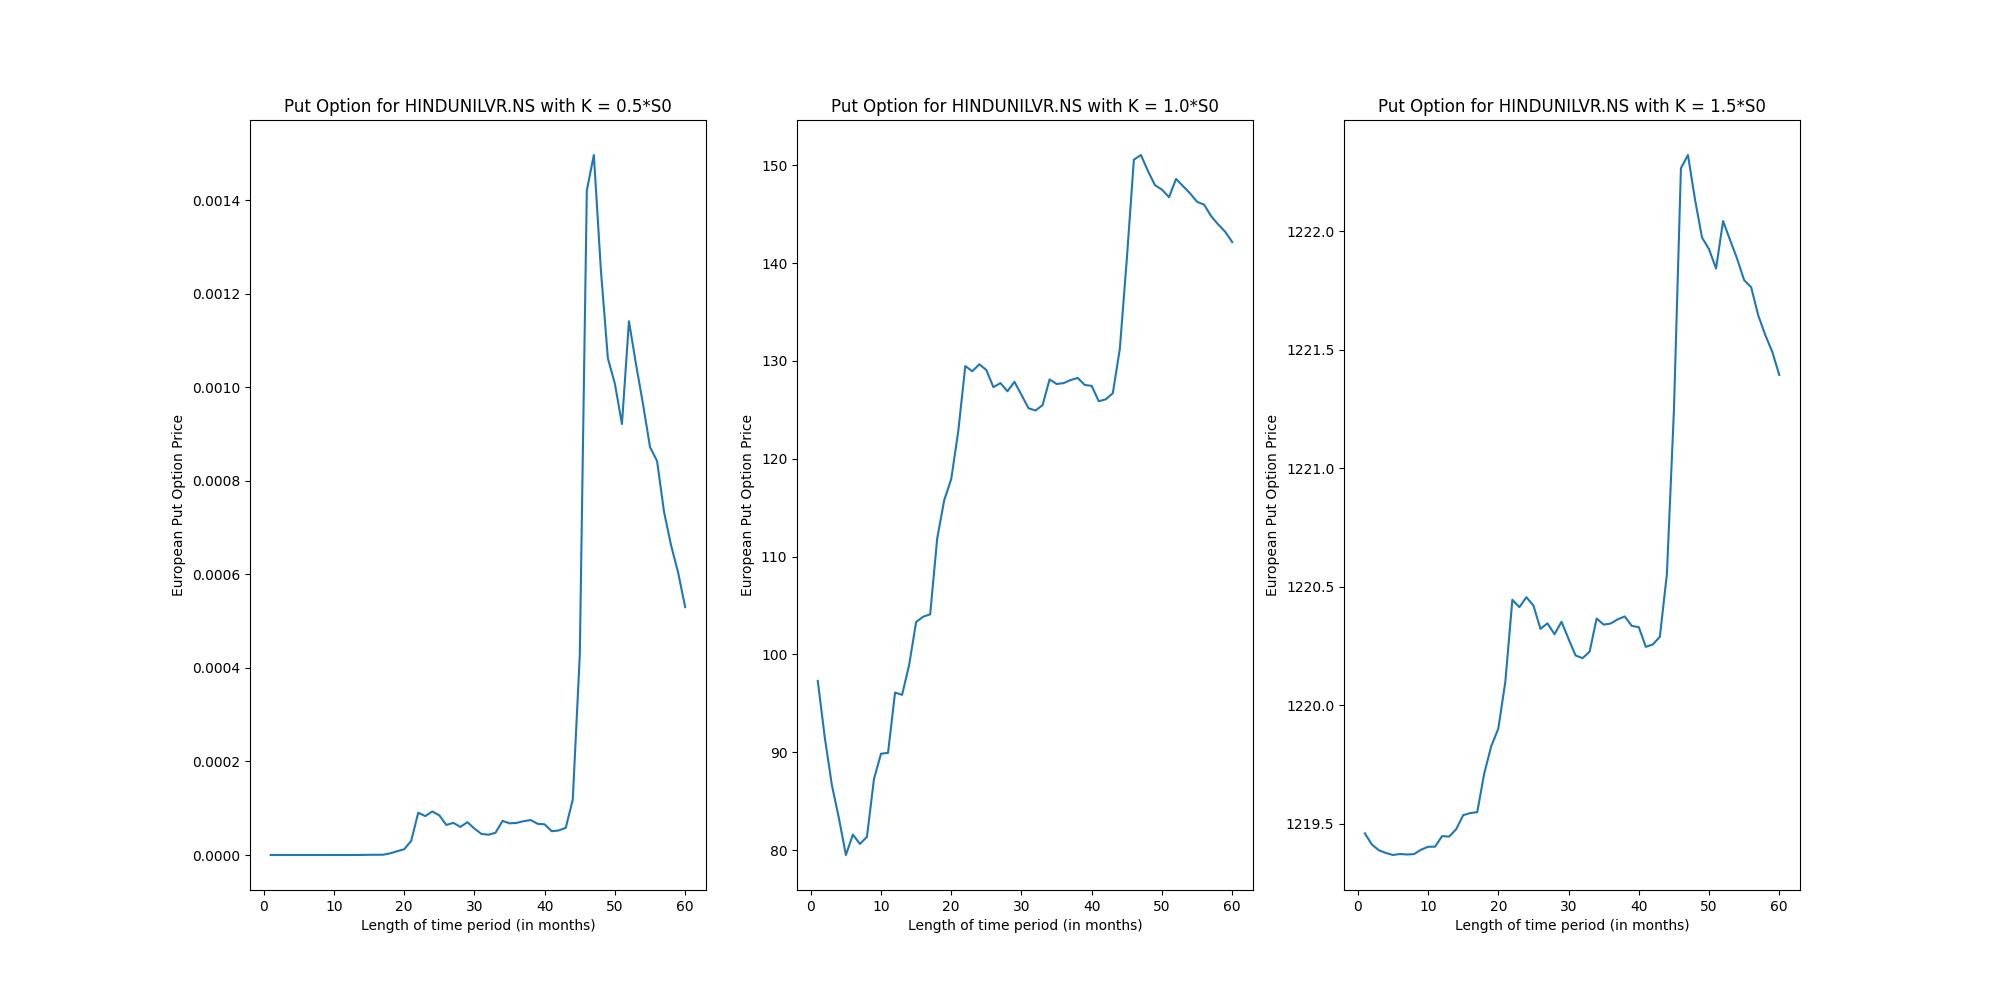 Put Option for HINDUNILVR.NS with K = 0.5*S0
European Put Option Price
0.0014
0.0012
0.0010
0.0008
0.0006
0.0004
0.0002
0.0000
0 10 20 30 40 50 60
Length of time period (in months)
Put Option for HINDUNILVR.NS with K = 1.0*S0
European Put Option Price
150
140
130
120
110
100
90
80
0 10 20 30 40 50 60
Length of time period (in months)
Put Option for HINDUNILVR.NS with K = 1.5*S0
European Put Option Price
1222.0
1221.5
1221.0
1220.5
1220.0
1219.5
0 10 20 30 40 50 60
Length of time period (in months)